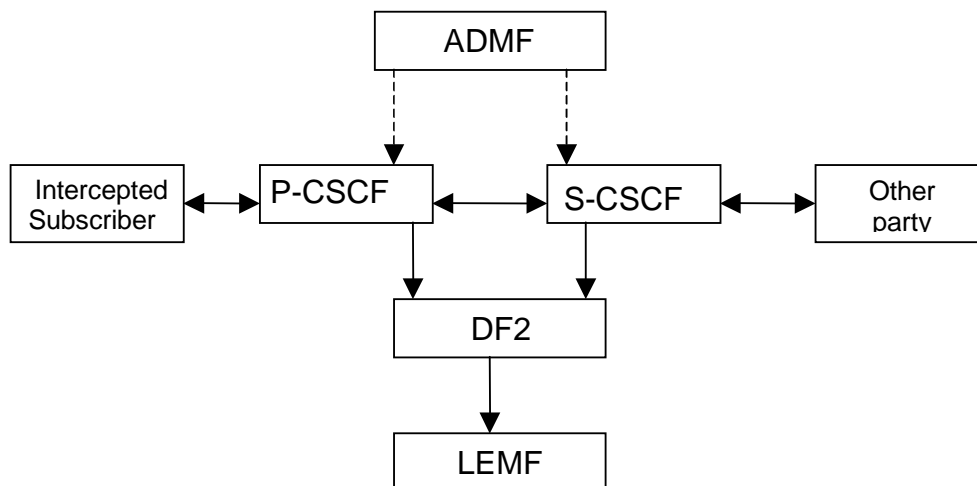 ADMF
Intercepted
Subscriber
P-CSCF
S-CSCF
Other
party
DF2
LEMF